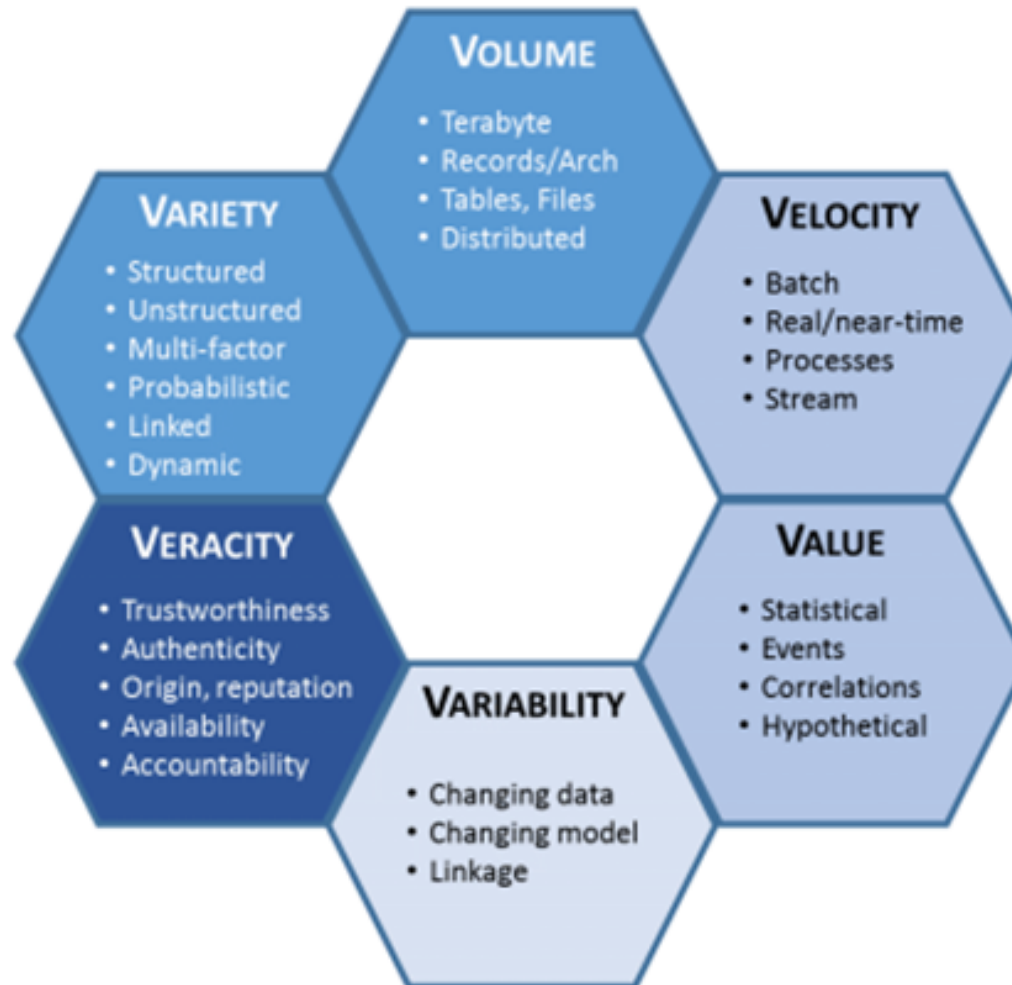 VOLUME
• Terabyte
• Records/Arch
• Tables, Files
• Distributed
VARIETY
• Structured
• Unstructured
• Multi-factor
• Probabilistic
• Linked
• Dynamic
VELOCITY
• Batch
• Real/near-time
• Processes
• Stream
VERACITY
• Trustworthiness
• Authenticity
• Origin, reputation
• Availability
• Accountability
VALUE
• Statistical
• Events
• Correlations
• Hypothetical
VARIABILITY
• Changing data
• Changing model
• Linkage